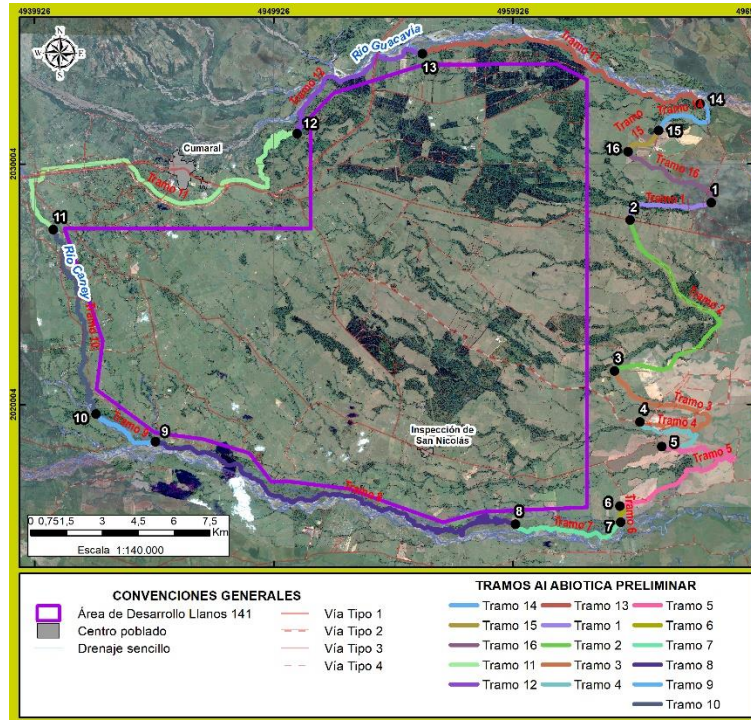 4939926 4949926 4959926
N
W E
S
Río Guacavía
Tramo 13
13
Tramo 12
14
15
Tramo 15
12
Cumaral
16
Tramo 16
2030004
Tramo 11
1
Tramo 1
2
11
Río Caney
Tramo 2
Tramo 10
3
Tramo 3
4
Tramo 4
10
2020004
9
Inspección de
San Nicolás
5
Tramo 5
Tramo 8
6
8
Tramo 7
7
Tramo 6
0 0,75 1,5 3 4,5 6 7,5
Km
Escala 1:140.000
CONVENCIONES GENERALES
Área de Desarrollo Llanos 141
Centro poblado
Drenaje sencillo
Vía Tipo 1
Vía Tipo 2
Vía Tipo 3
Vía Tipo 4
TRAMOS AI ABIOTICA PRELIMINAR
Tramo 14 Tramo 13 Tramo 5
Tramo 15 Tramo 1 Tramo 6
Tramo 16 Tramo 2 Tramo 7
Tramo 11 Tramo 3 Tramo 8
Tramo 12 Tramo 4 Tramo 9
Tramo 10